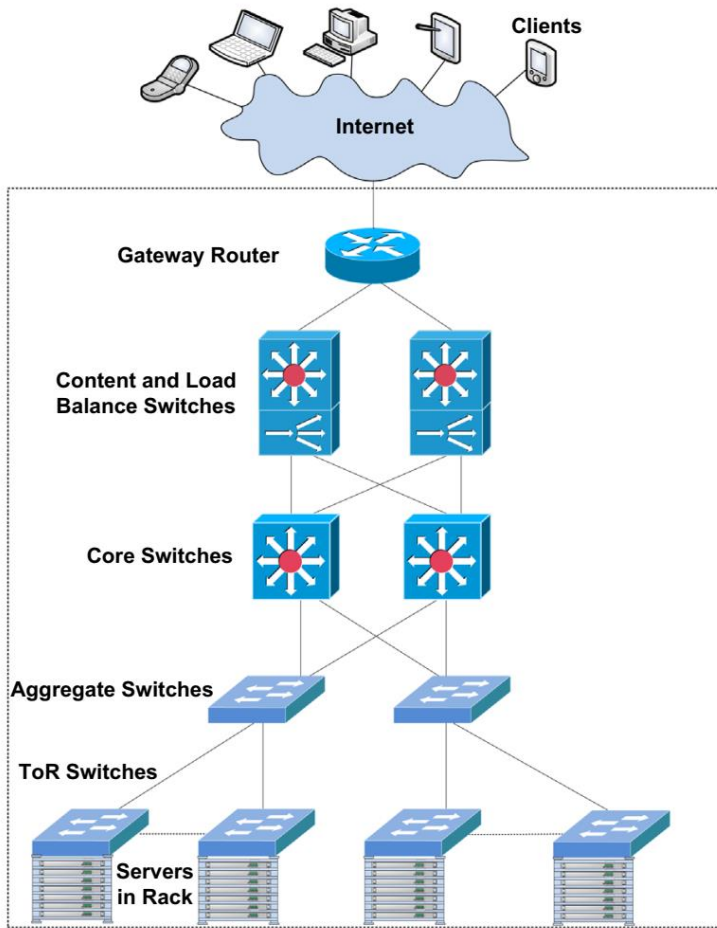 Clients
Internet
Gateway Router
Content and Load
Balance Switches
Core Switches
Aggregate Switches
ToR Switches
Servers
in Rack